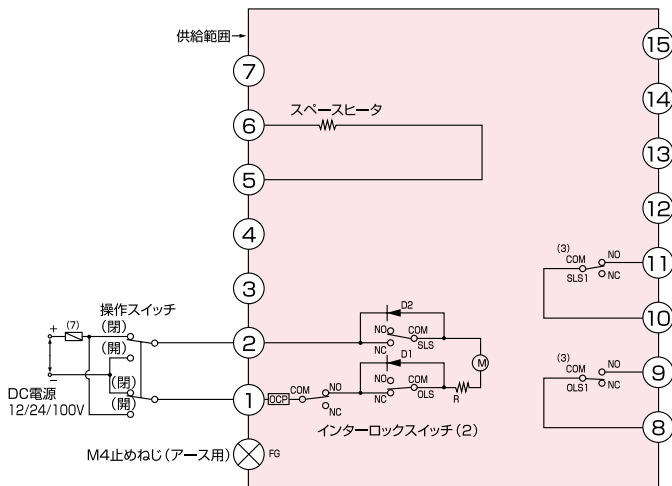 供給範囲
15
7
14
スペースヒータ
6
13
5
12
4
(3)
COM
NO
11
SLS1
NC
3
10
操作スイッチ
D2
(7)
(閉)
NO
COM
+
(開)
2
NC
SLS
(3)
COM
NO
9
D1
M
OLS1
NC
−
(閉)
COM
NO
NO
COM
DC電源
12/24/100V
(開)
1
OCP
NC
NC
OLS
R
8
インターロックスイッチ(2)
M4止めねじ(アース用)
FG